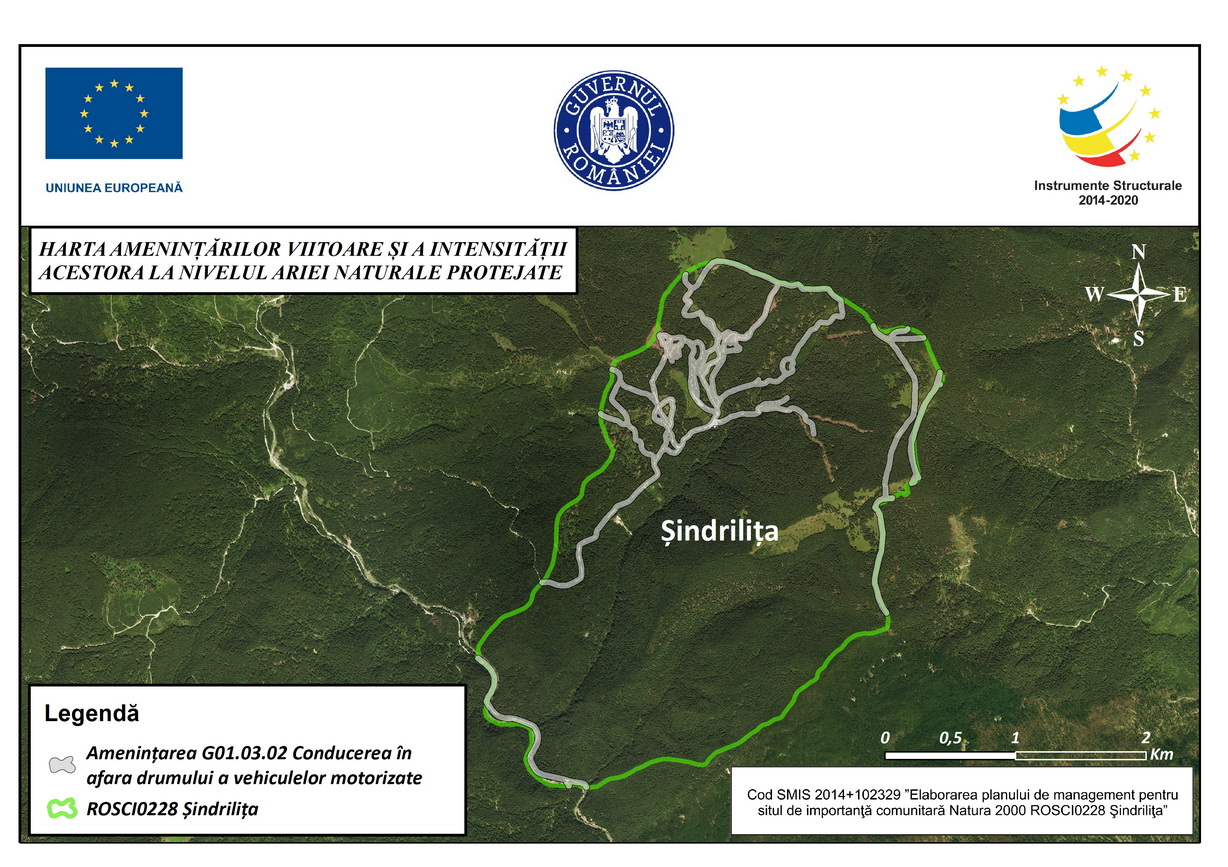 UNIUNEA EUROPEANĂ
GUVERNUL
ROMÂNIEI
Instrumente Structurale
2014-2020
HARTA AMENINȚĂRILOR VIITOARE ȘI A INTENSITĂȚII
ACESTORA LA NIVELUL ARIEI NATURALE PROTEJATE
N
W E
S
Șindrilița
0 0,5 1 2
Km
Legendă
Amenințarea G01.03.02 Conducerea în
afara drumului a vehiculelor motorizate
ROSCI0228 Șindrilița
Cod SMIS 2014+102329 ”Elaborarea planului de management pentru
situl de importanţă comunitară Natura 2000 ROSCI0228 Şindriliţa”